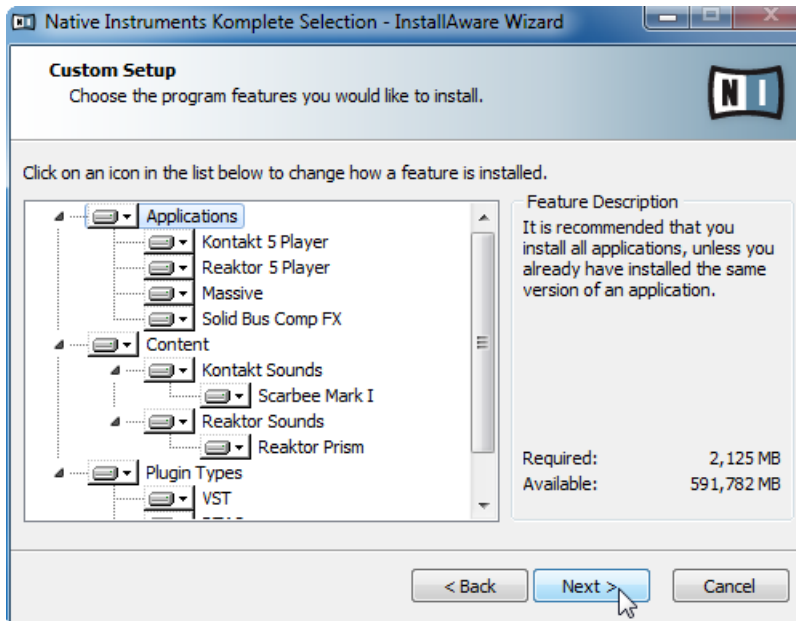 Native Instruments Komplete Selection - InstallAware Wizard
Custom Setup
Choose the program features you would like to install.
N I
Click on an icon in the list below to change how a feature is installed.
Applications
Kontakt 5 Player
Reaktor 5 Player
Massive
Solid Bus Comp FX
Content
Kontakt Sounds
Scarbee Mark I
Reaktor Sounds
Reaktor Prism
Plugin Types
VST
Feature Description
It is recommended that you
install all applications, unless you
already have installed the same
version of an application.
Required: 2,125 MB
Available: 591,782 MB
< Back Next > Cancel